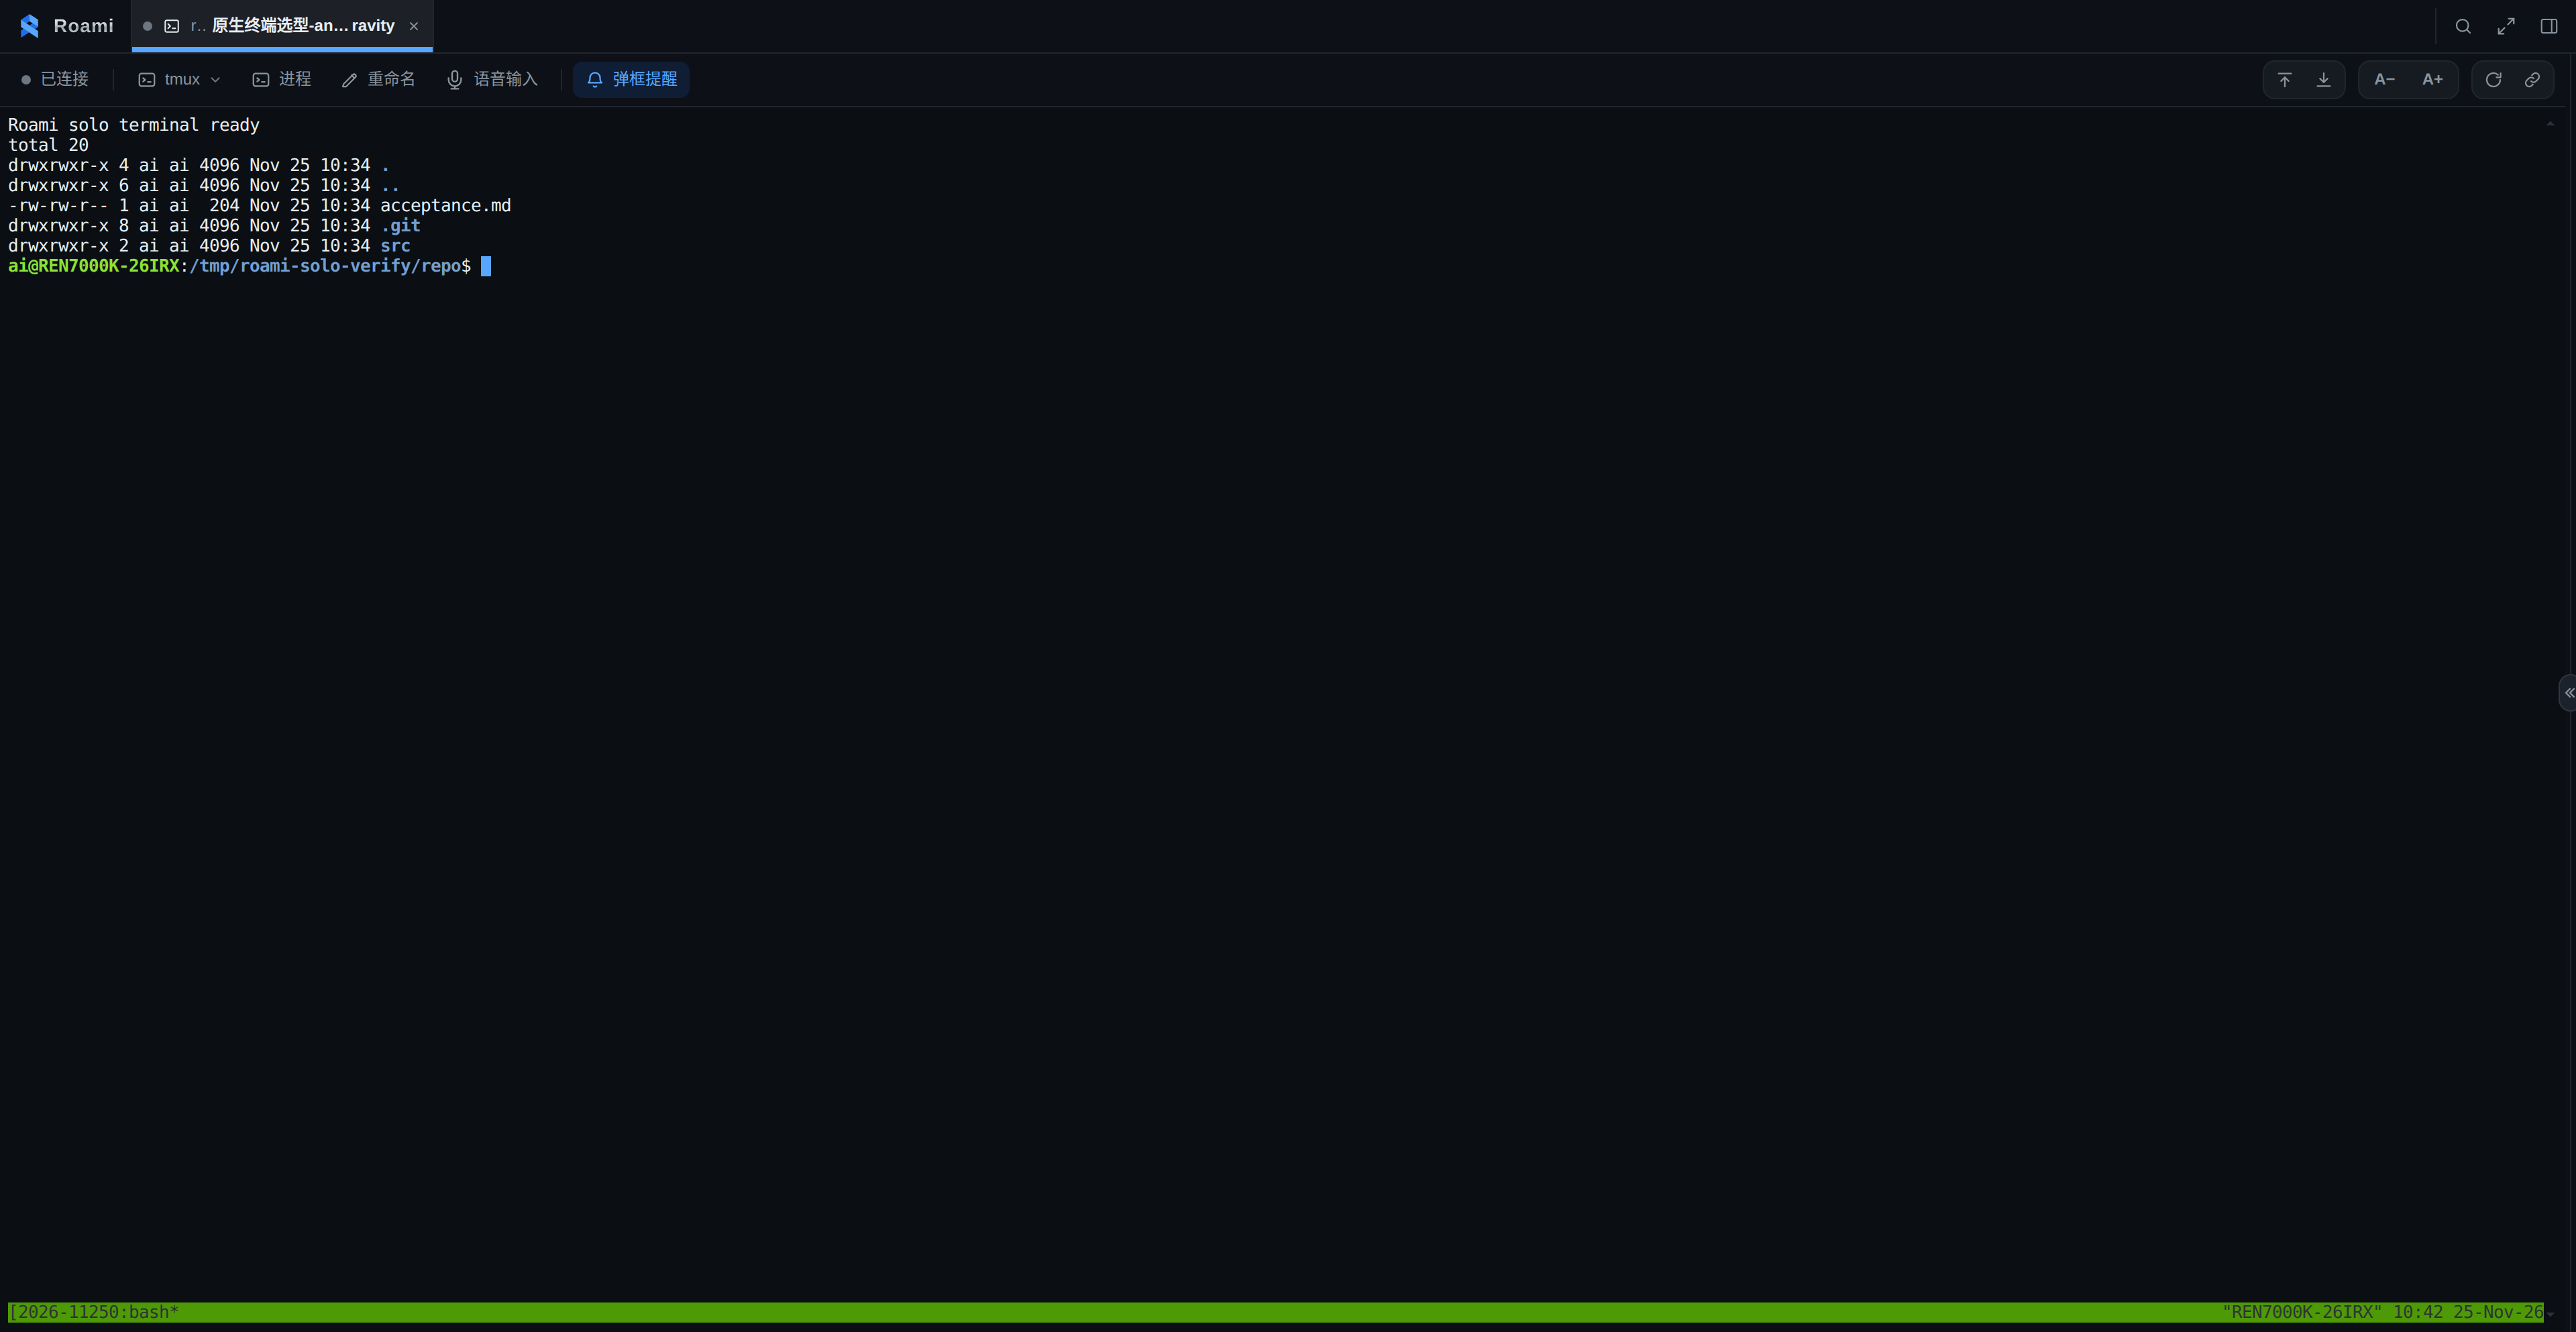 Roami
r… 原生终端选型-an… ravity ×
已连接 tmux 进程 重命名 语音输入 弹框提醒 A− A+
Roami solo terminal ready
total 20
drwxrwxr-x 4 ai ai 4096 Nov 25 10:34 .
drwxrwxr-x 6 ai ai 4096 Nov 25 10:34 ..
-rw-rw-r-- 1 ai ai  204 Nov 25 10:34 acceptance.md
drwxrwxr-x 8 ai ai 4096 Nov 25 10:34 .git
drwxrwxr-x 2 ai ai 4096 Nov 25 10:34 src
ai@REN7000K-26IRX:/tmp/roami-solo-verify/repo$
[2026-11250:bash* "REN7000K-26IRX" 10:42 25-Nov-26